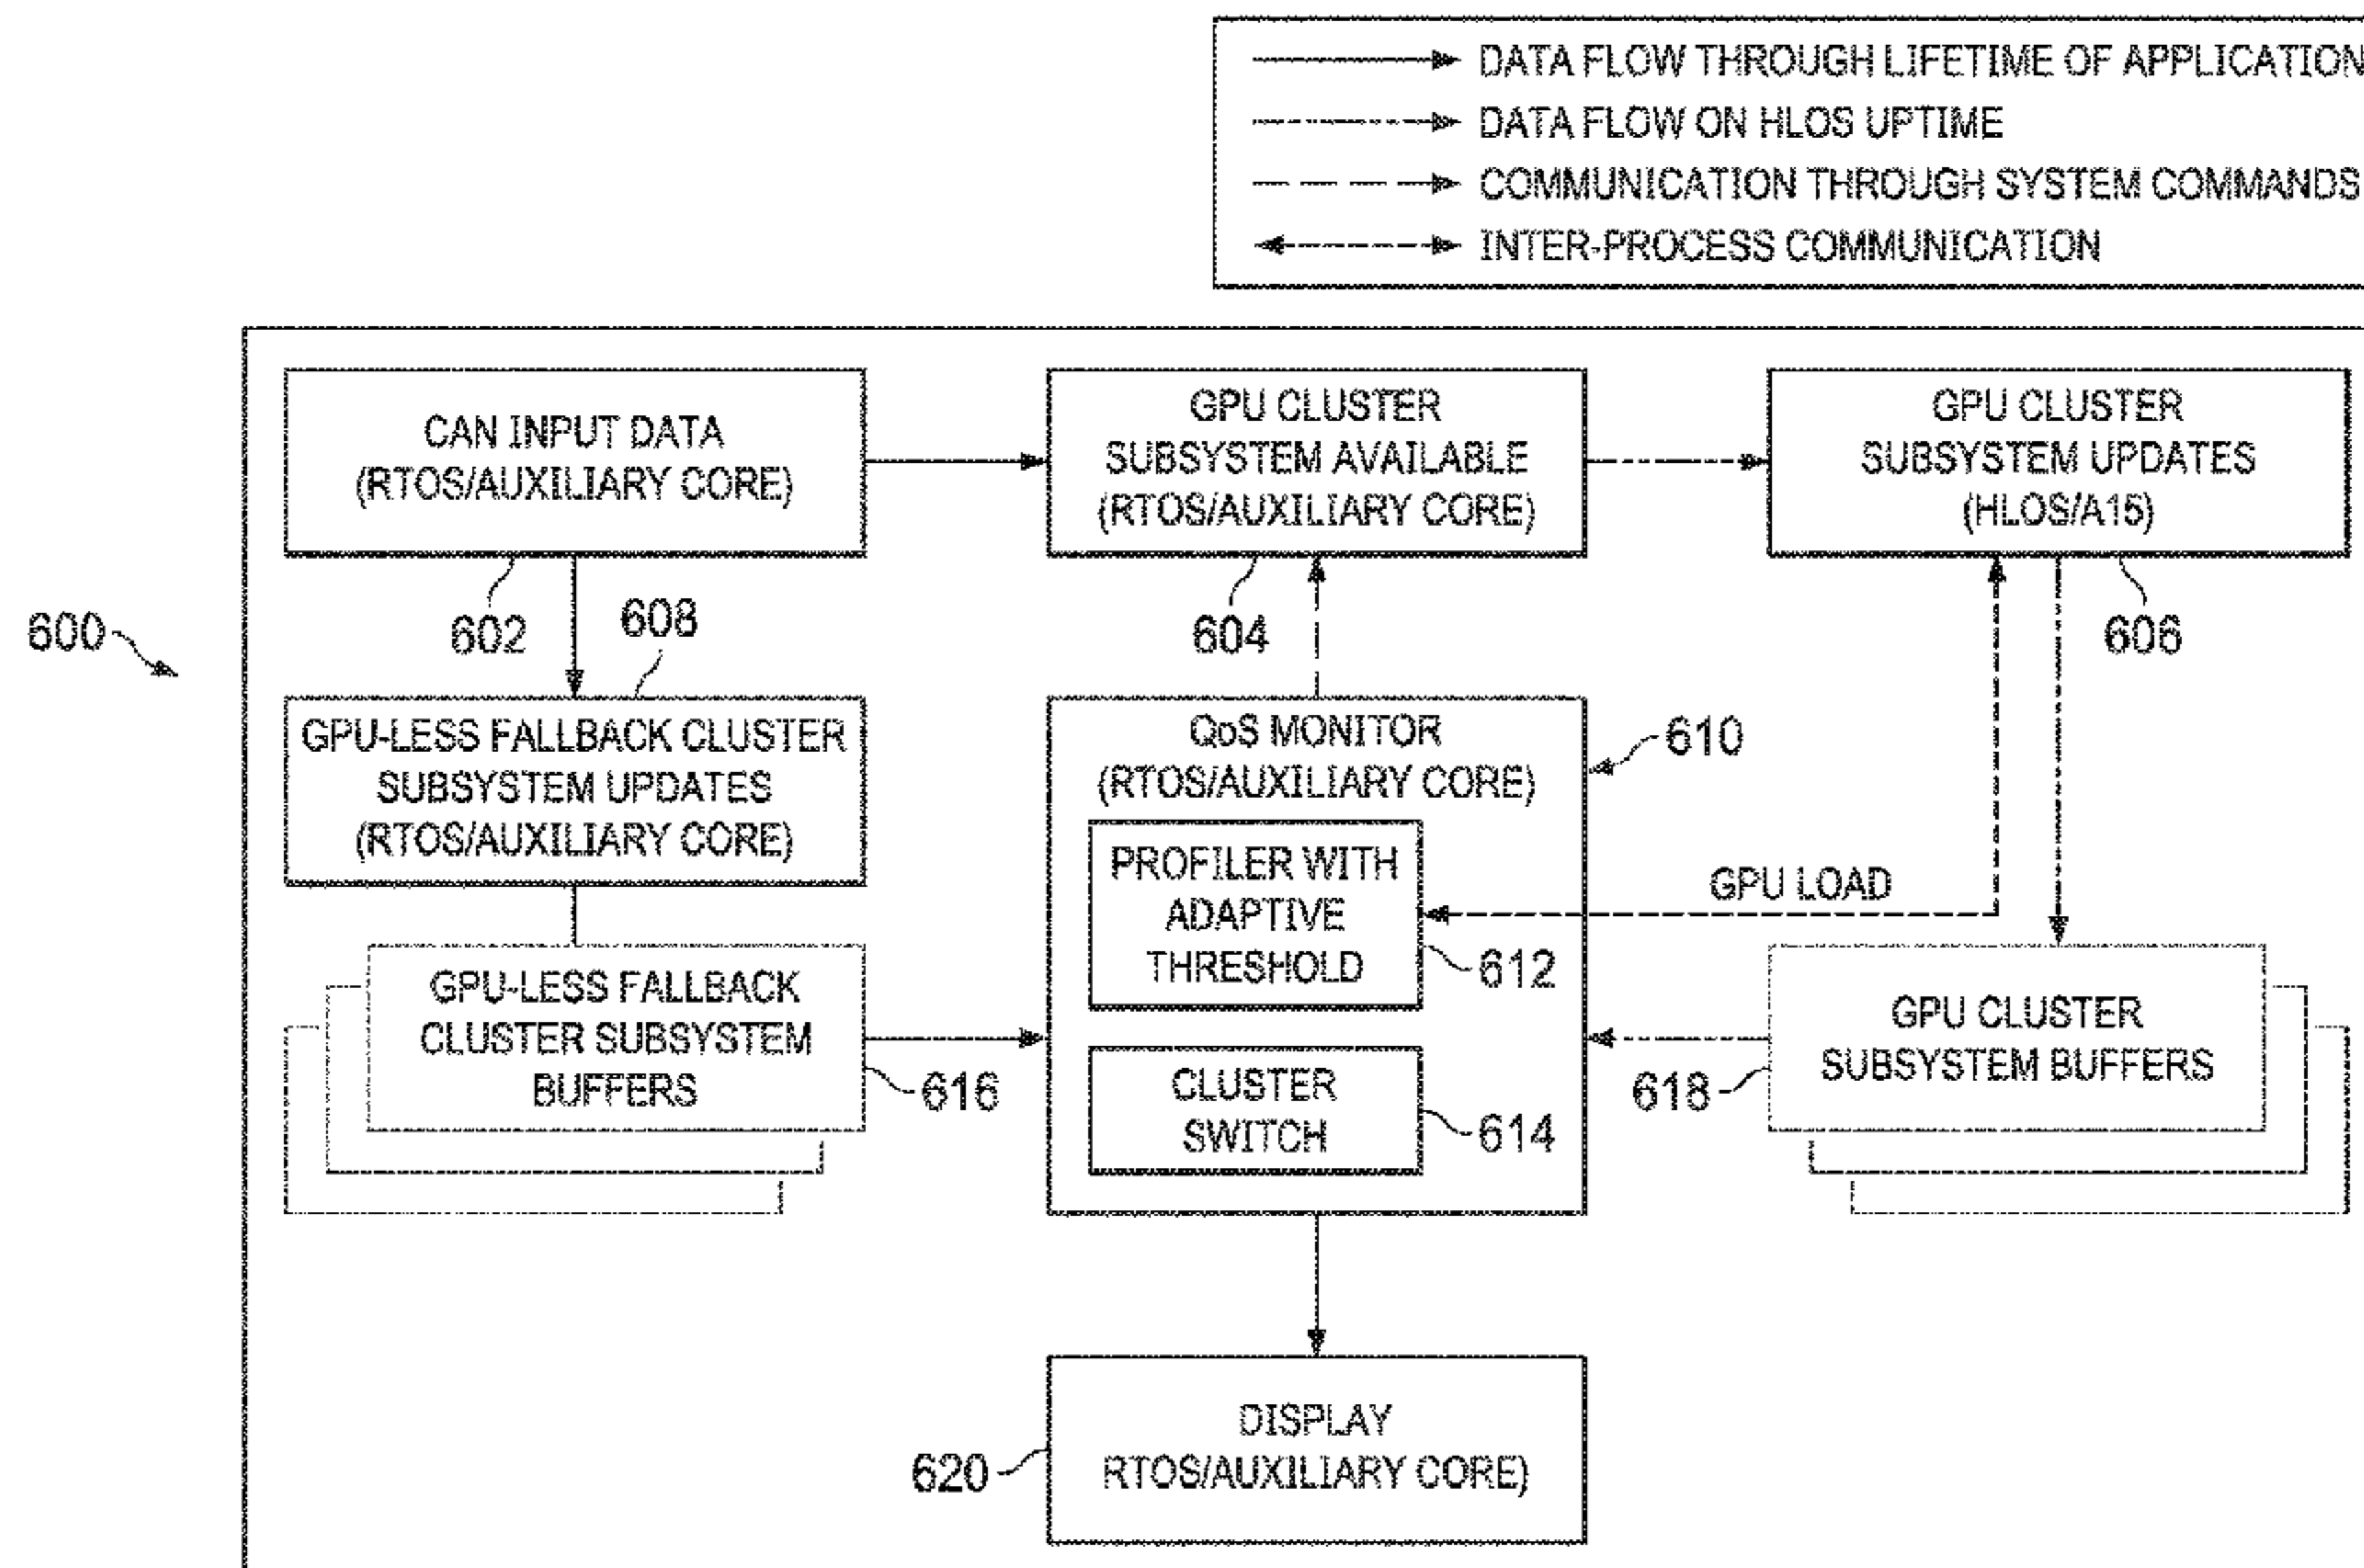 DATA FLOW THROUGH LIFETIME OF APPLICATION
DATA FLOW ON HLOS UPTIME
COMMUNICATION THROUGH SYSTEM COMMANDS
INTER-PROCESS COMMUNICATION
CAN INPUT DATA
(RTOS/AUXILIARY CORE)
GPU CLUSTER
SUBSYSTEM AVAILABLE
(RTOS/AUXILIARY CORE)
GPU CLUSTER
SUBSYSTEM UPDATES
(HLOS/A15)
600
602
608
604
606
GPU-LESS FALLBACK CLUSTER
SUBSYSTEM UPDATES
(RTOS/AUXILIARY CORE)
QoS MONITOR
(RTOS/AUXILIARY CORE)
610
PROFILER WITH
ADAPTIVE
THRESHOLD
612
GPU LOAD
GPU-LESS FALLBACK
CLUSTER SUBSYSTEM
BUFFERS
616
CLUSTER
SWITCH
614
618
GPU CLUSTER
SUBSYSTEM BUFFERS
DISPLAY
RTOS/AUXILIARY CORE)
620